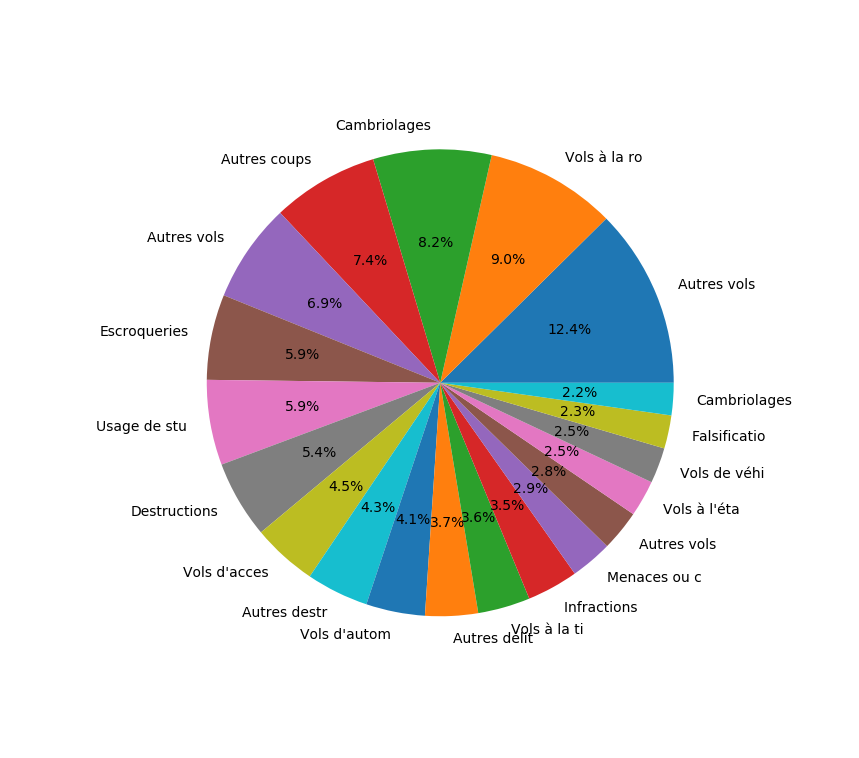 Cambriolages
Vols à la ro
Autres coups
Autres vols
Autres vols
Escroqueries
Usage de stu
Destructions
Vols d'acces
Autres destr
Vols d'autom
Autres délit
Vols à la ti
Infractions
Menaces ou c
Autres vols
Vols à l'éta
Vols de véhi
Falsificatio
Cambriolages
12.4%
9.0%
8.2%
7.4%
6.9%
5.9%
5.9%
5.4%
4.5%
4.3%
4.1%
3.7%
3.6%
3.5%
2.9%
2.8%
2.5%
2.5%
2.3%
2.2%